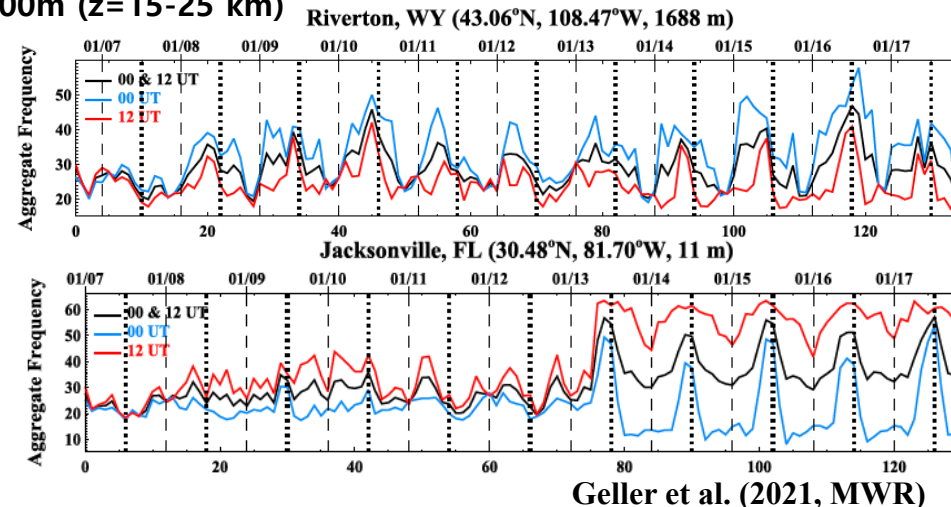 00m (z=15-25 km)
Riverton, WY (43.06°N, 108.47°W, 1688 m)
01/07 01/08 01/09 01/10 01/11 01/12 01/13 01/14 01/15 01/16 01/17
Aggregate Frequency
50
40
30
20
00 & 12 UT
00 UT
12 UT
0 20 40 60 80 100 120
Jacksonville, FL (30.48°N, 81.70°W, 11 m)
01/07 01/08 01/09 01/10 01/11 01/12 01/13 01/14 01/15 01/16 01/17
Aggregate Frequency
60
50
40
30
20
10
00 & 12 UT
00 UT
12 UT
0 20 40 60 80 100 120
Geller et al. (2021, MWR)